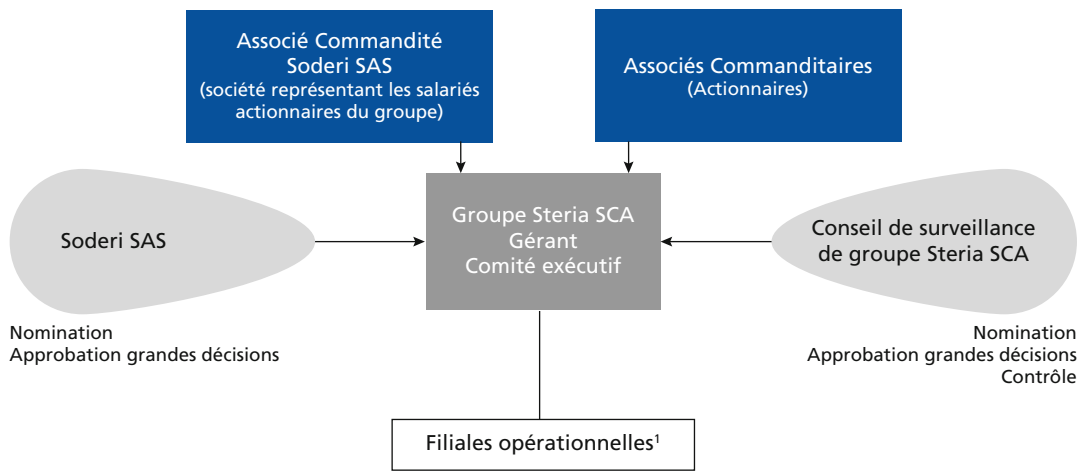 Associé Commandité
Soderi SAS
(société représentant les salariés
actionnaires du groupe)
Associés Commanditaires
(Actionnaires)
Soderi SAS
Groupe Steria SCA
Gérant
Comité exécutif
Conseil de surveillance
de groupe Steria SCA
Nomination
Approbation grandes décisions
Nomination
Approbation grandes décisions
Contrôle
Filiales opérationnelles¹